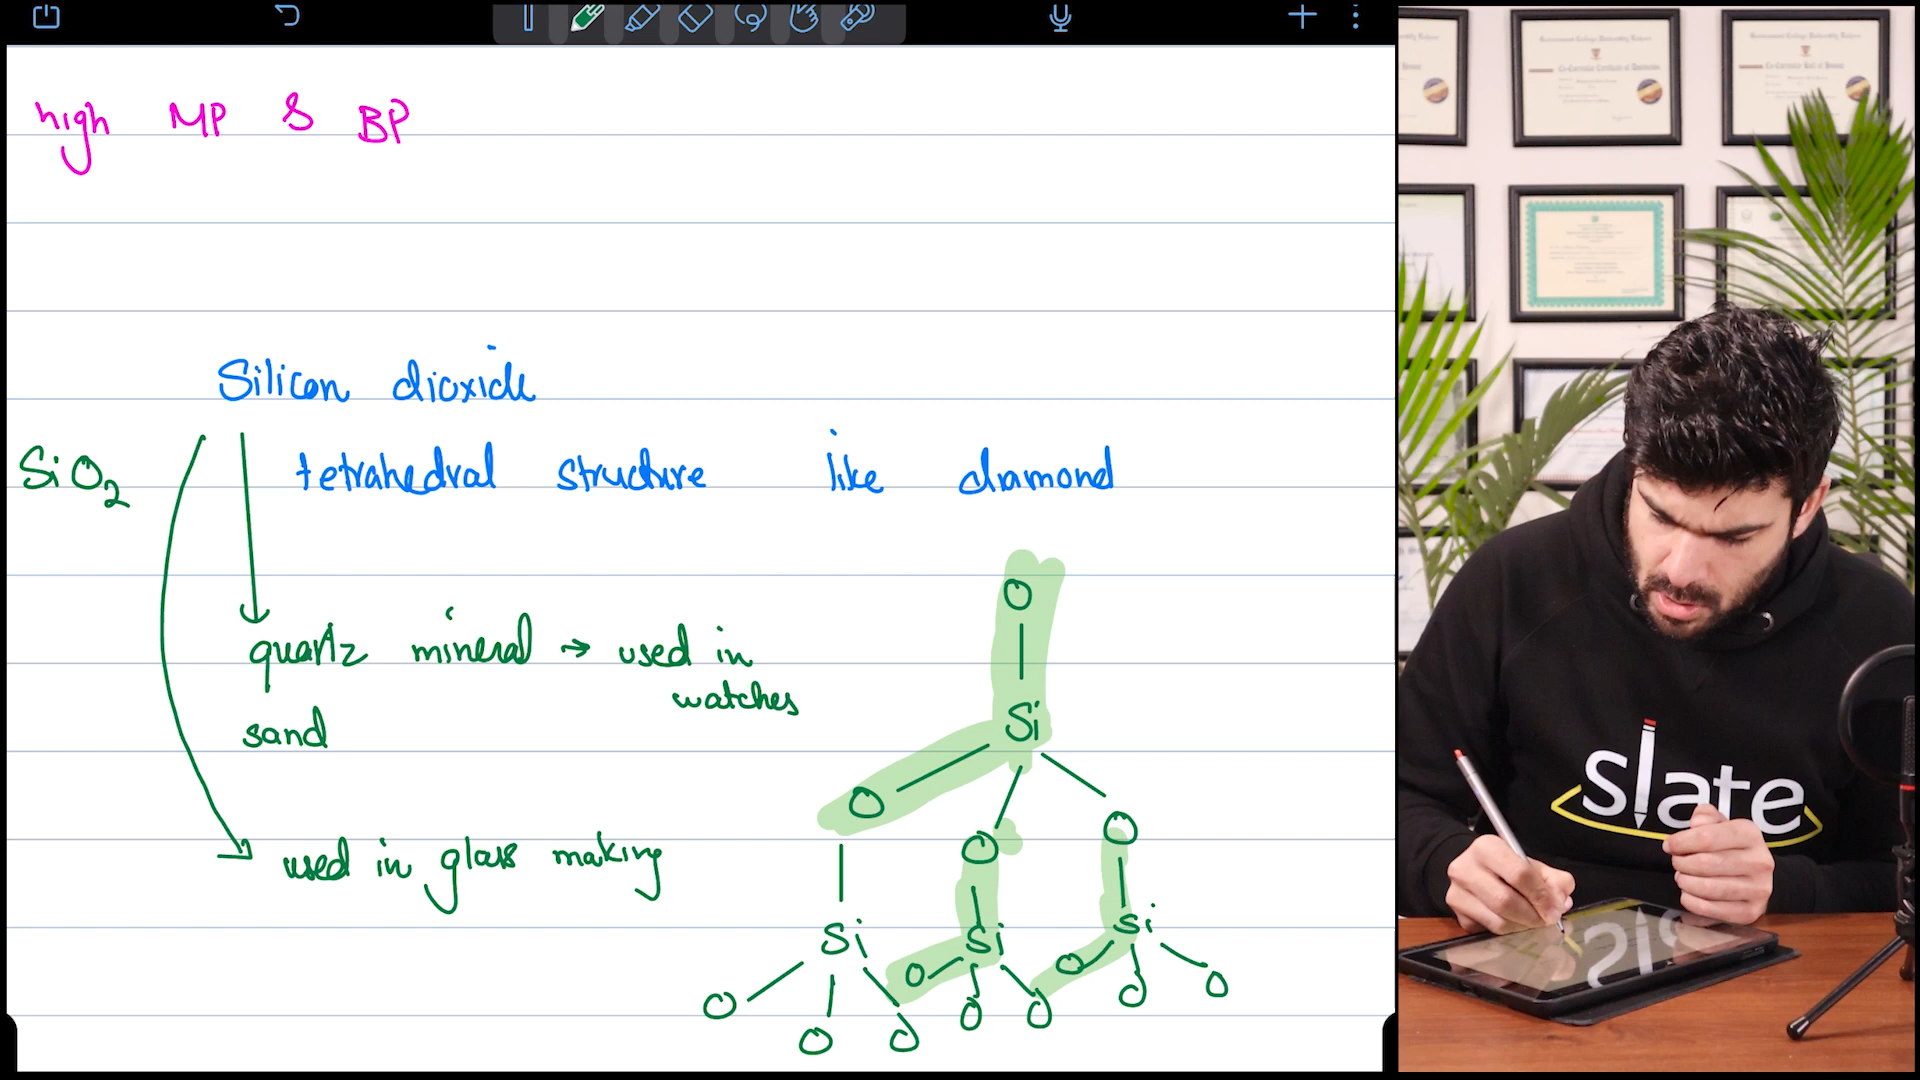 high MP & BP
Silicon dioxide
SiO2
tetrahedral structure like diamond
quartz mineral → used in
watches
sand
used in glass making
O
Si
O O O
Si Si Si
O O O O O O O O O
slate